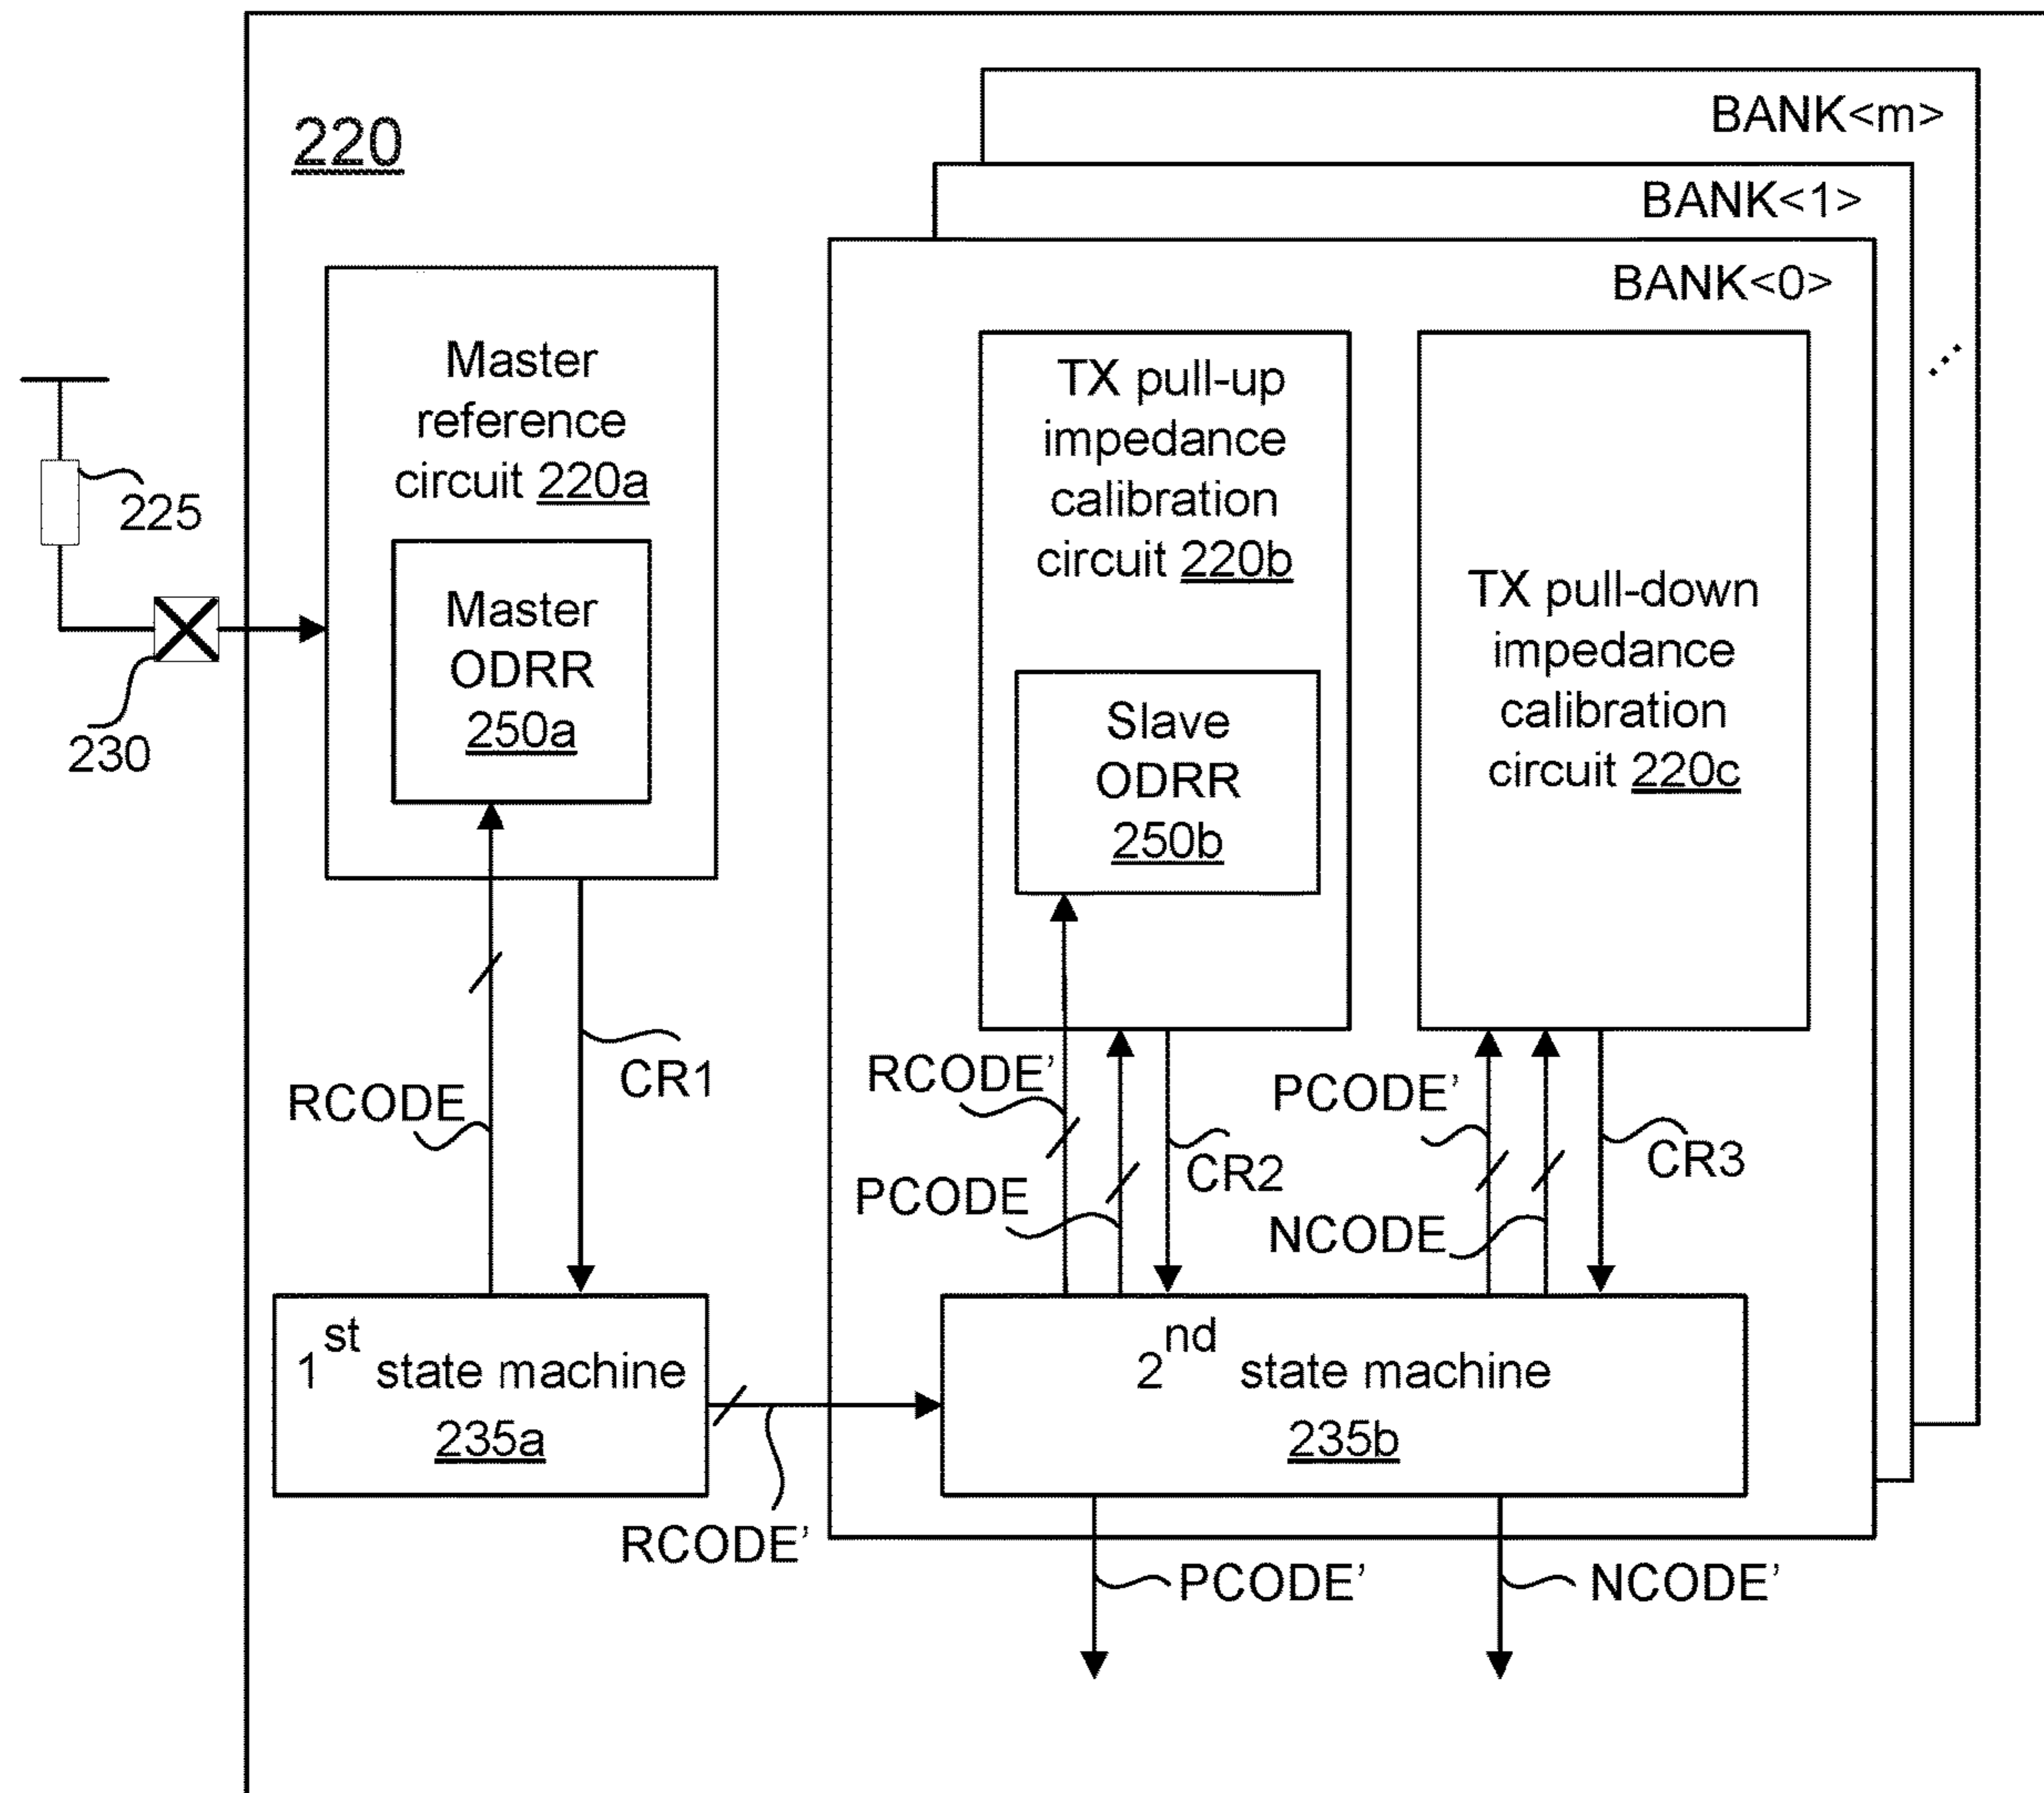 220
BANK<m>
BANK<1>
BANK<0>
Master
reference
circuit 220a
Master
ODRR
250a
225
230
TX pull-up
impedance
calibration
circuit 220b
Slave
ODRR
250b
TX pull-down
impedance
calibration
circuit 220c
RCODE
CR1
RCODE’
PCODE
CR2
PCODE’
NCODE
CR3
1st state machine
235a
RCODE’
2nd state machine
235b
PCODE’
NCODE’